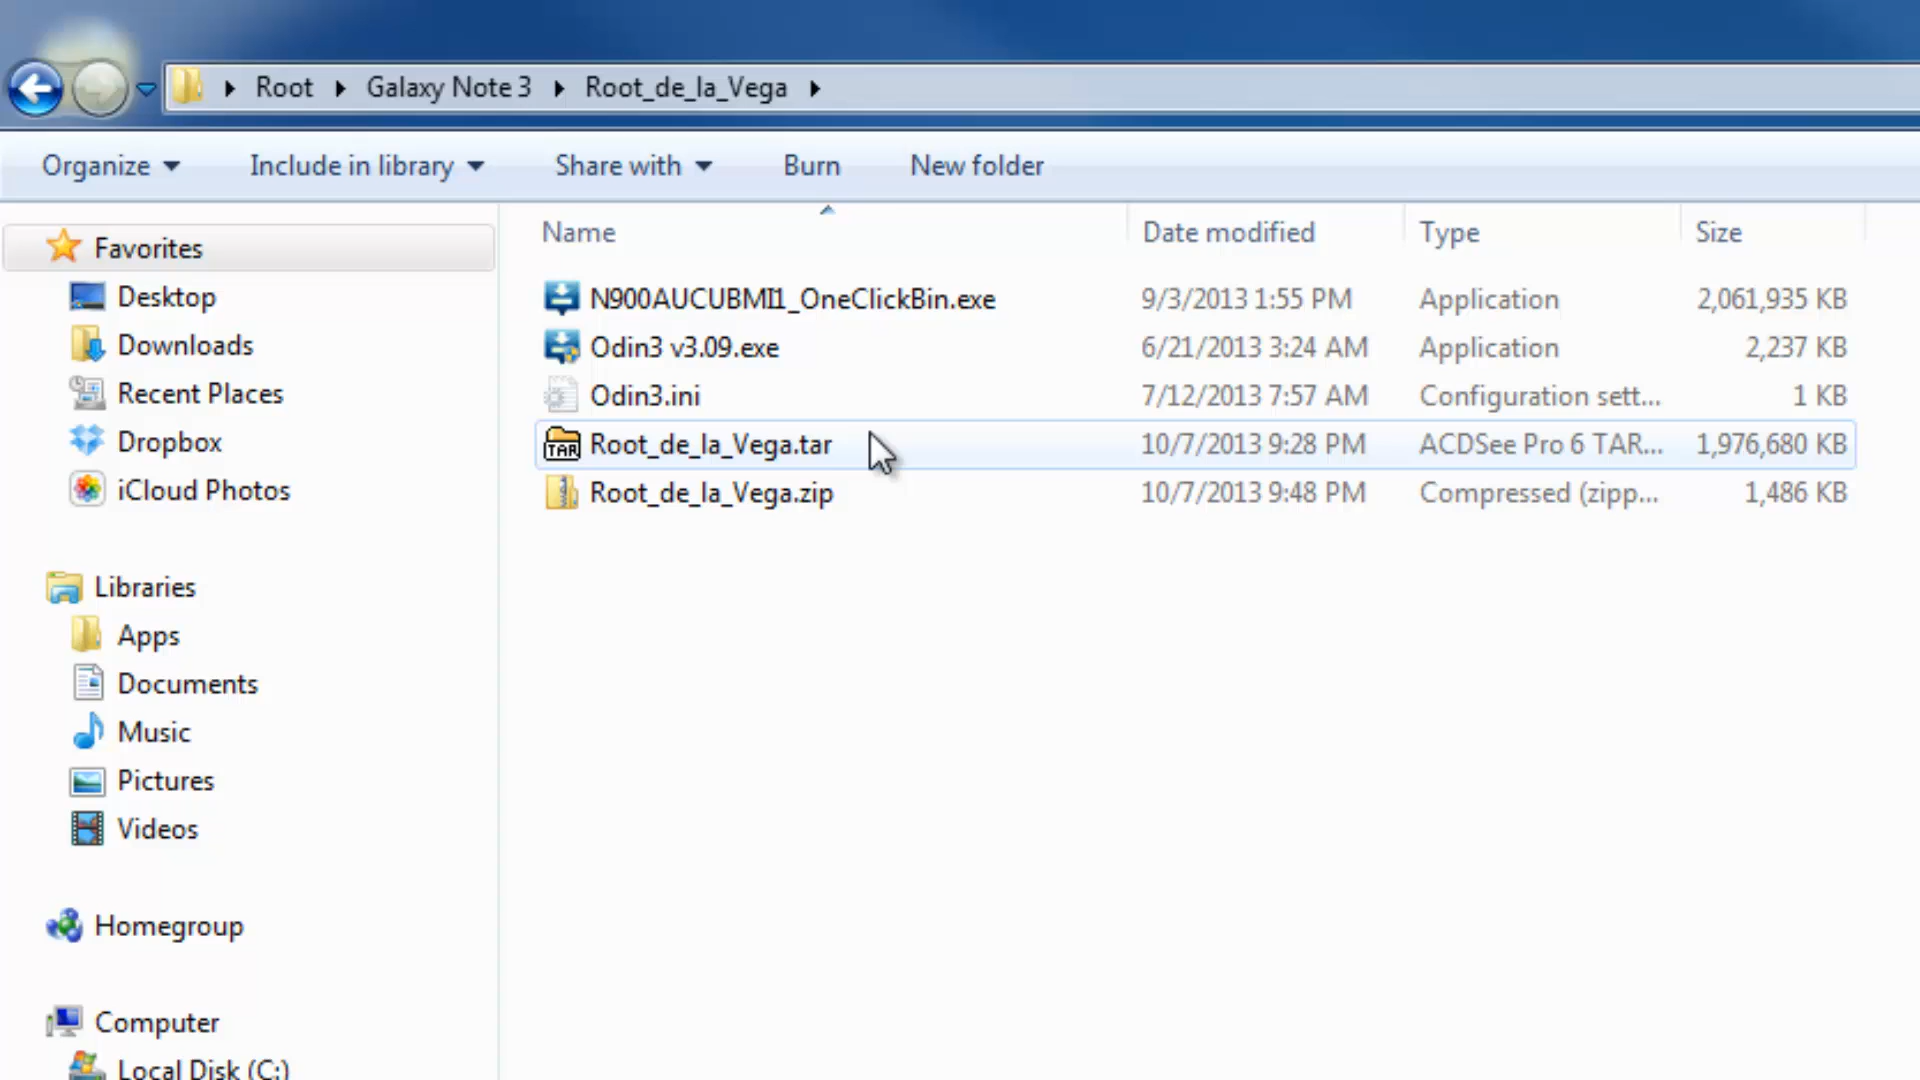 Root Galaxy Note 3 Root_de_la_Vega
Organize Include in library Share with Burn New folder
Name Date modified Type Size
N900AUCUBMI1_OneClickBin.exe 9/3/2013 1:55 PM Application 2,061,935 KB
Odin3 v3.09.exe 6/21/2013 3:24 AM Application 2,237 KB
Odin3.ini 7/12/2013 7:57 AM Configuration sett... 1 KB
TAR Root_de_la_Vega.tar 10/7/2013 9:28 PM ACDSee Pro 6 TAR... 1,976,680 KB
Root_de_la_Vega.zip 10/7/2013 9:48 PM Compressed (zipp... 1,486 KB
Favorites
Desktop
Downloads
Recent Places
Dropbox
iCloud Photos
Libraries
Apps
Documents
Music
Pictures
Videos
Homegroup
Computer
Local Disk (C:)